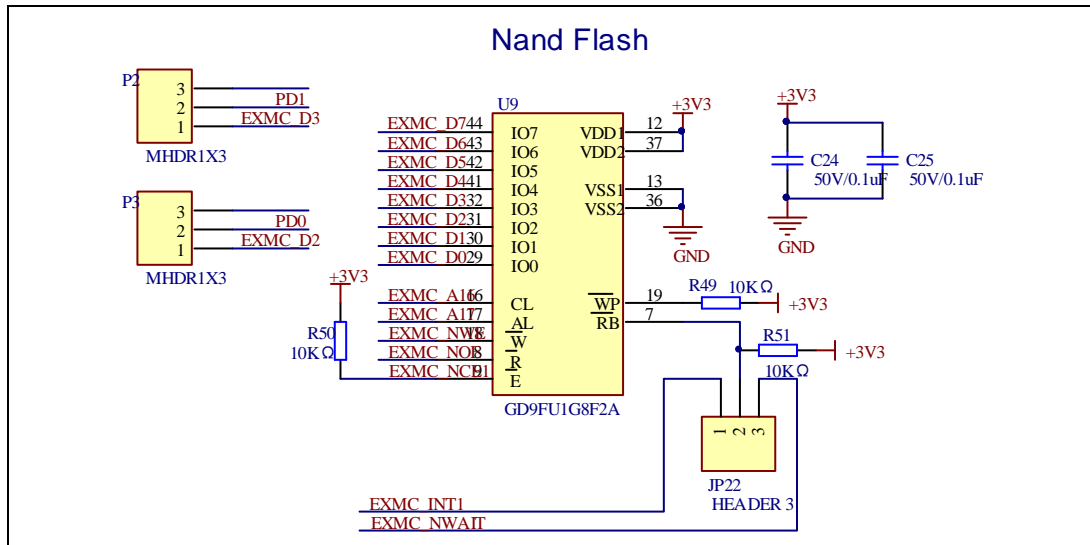 Nand Flash
P2
3
2 PD1
1 EXMC_D3
MHDR1X3
P3
3
2 PD0
1 EXMC_D2
MHDR1X3
U9
EXMC_D7 44 IO7
EXMC_D6 43 IO6
EXMC_D5 42 IO5
EXMC_D4 41 IO4
EXMC_D3 32 IO3
EXMC_D2 31 IO2
EXMC_D1 30 IO1
EXMC_D0 29 IO0
EXMC_A16 16 CL
EXMC_A17 17 AL
EXMC_NWE 18 W
EXMC_NOE 8 R
EXMC_NCE1 9 E
VDD1 12 +3V3
VDD2 37
VSS1 13
VSS2 36
GND
WP 19 R49 10KΩ +3V3
RB 7
R51 10KΩ +3V3
GD9FU1G8F2A
+3V3
R50
10KΩ
+3V3
C24
50V/0.1uF
C25
50V/0.1uF
GND
1 2 3
JP22
HEADER 3
EXMC_INT1
EXMC_NWAIT